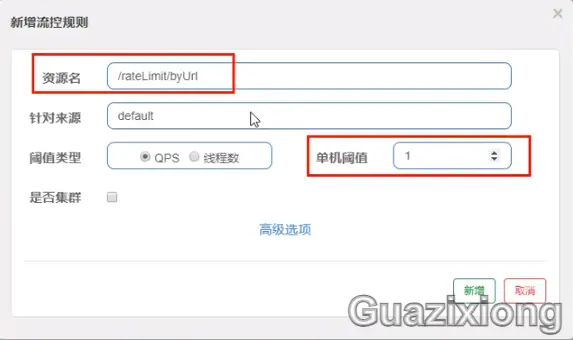 新增流控规则
×
资源名 /rateLimit/byUrl
针对来源 default
阈值类型 QPS 线程数 单机阈值 1
是否集群
高级选项
新增 取消
Guazixiong